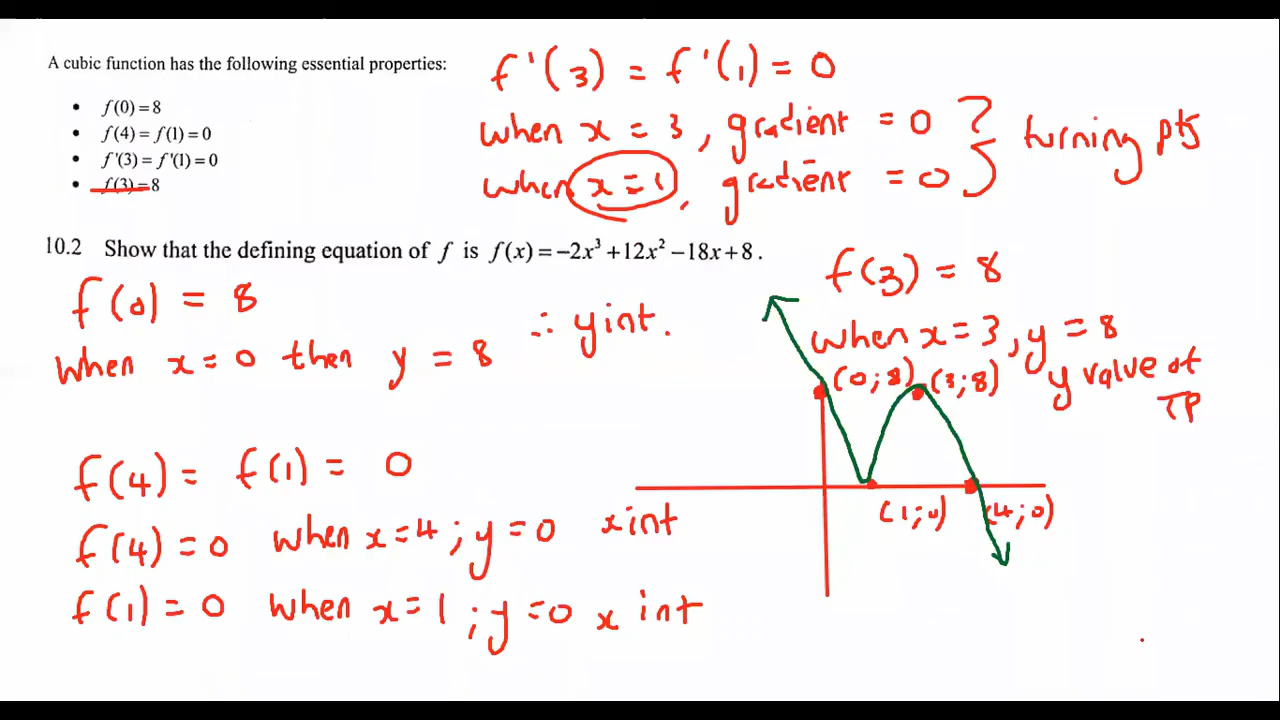 A cubic function has the following essential properties:
• f(0)=8
• f(4)=f(1)=0
• f'(3)=f'(1)=0
• f(3)=8
f'(3) = f'(1) = 0
when x = 3, gradient = 0
when x = 1, gradient = 0
} turning pts
10.2 Show that the defining equation of f is f(x)=−2x³+12x²−18x+8.
f(0) = 8
when x = 0 then y = 8
∴ y int.
f(3) = 8
when x = 3, y = 8
y value of
TP
(0;8)
(3;8)
(1;0)
(4;0)
f(4) = f(1) = 0
f(4) = 0 when x=4; y=0 x int
f(1) = 0 when x=1; y=0 x int